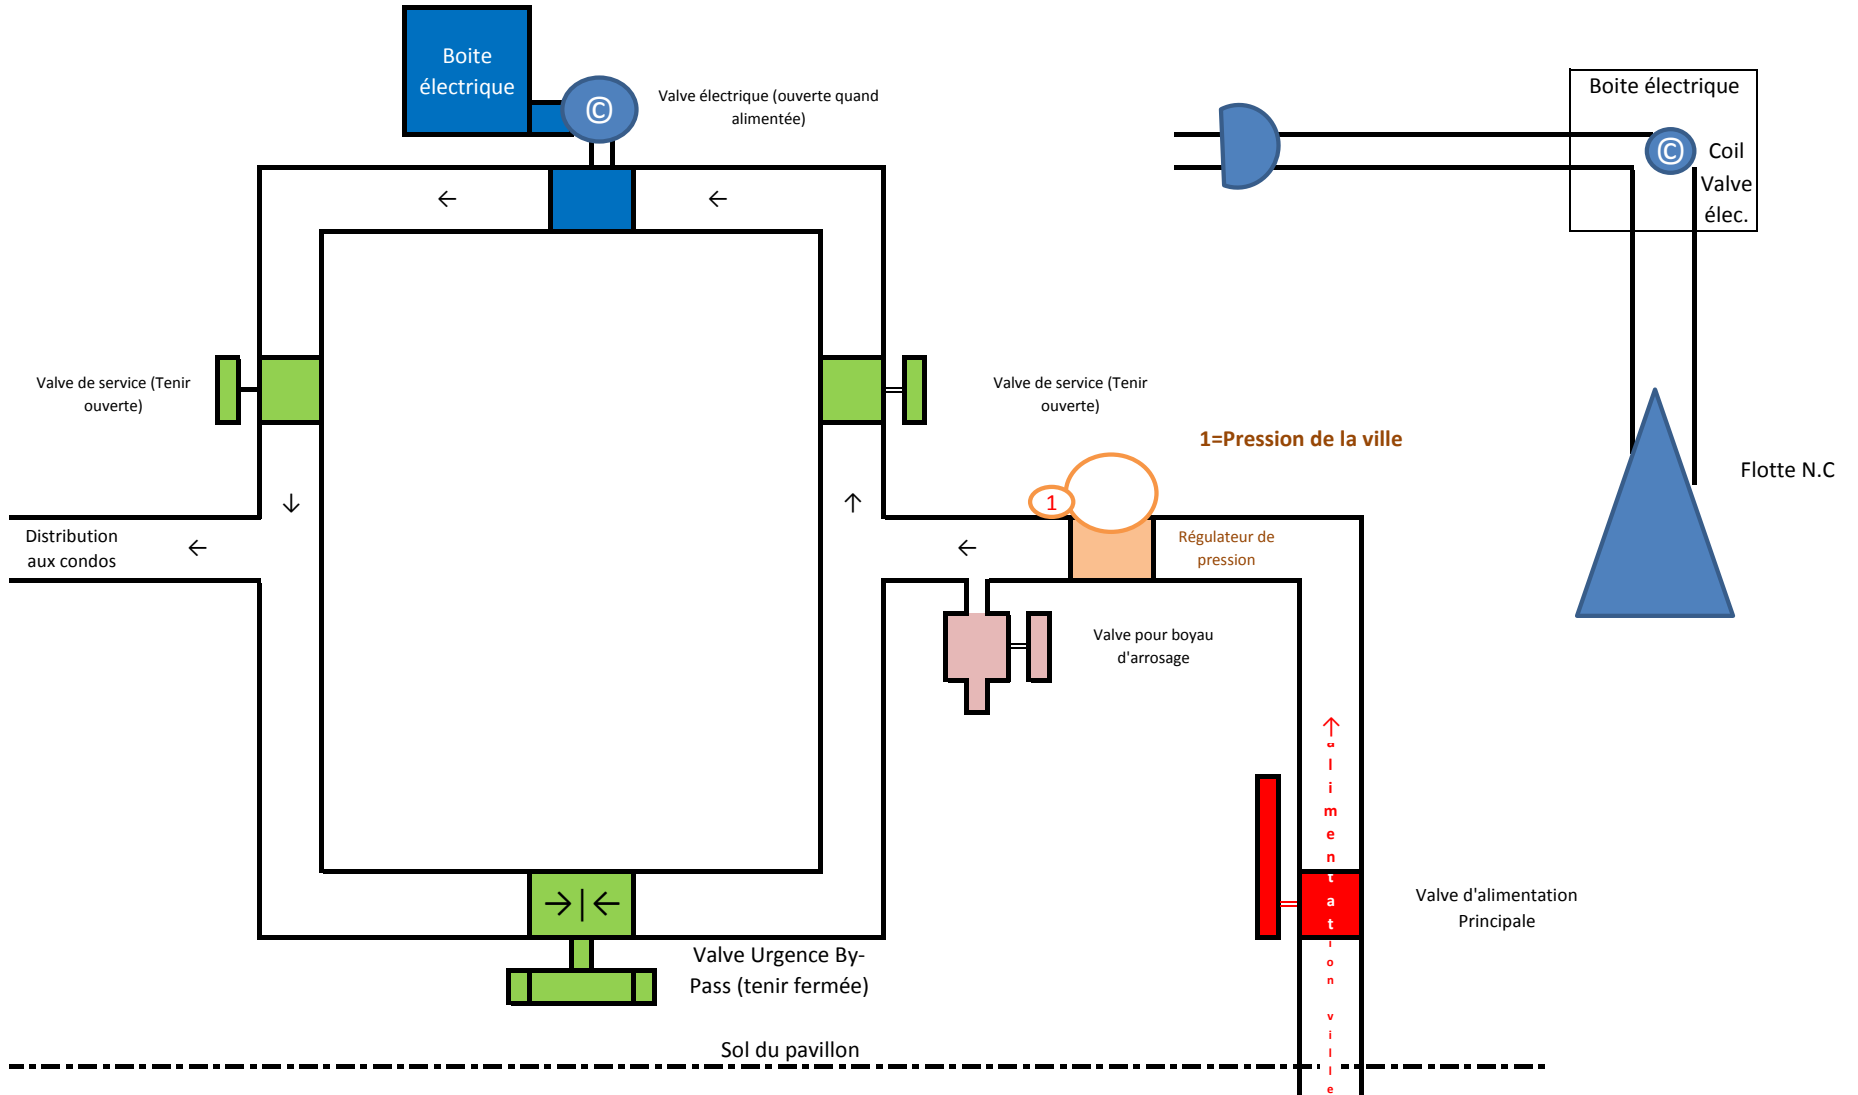 Boite
électrique
©
Valve électrique (ouverte quand
alimentée)
Boite électrique
©
Coil
Valve
élec.
←
←
Valve de service (Tenir
ouverte)
Valve de service (Tenir
ouverte)
1=Pression de la ville
Flotte N.C
1
↓
↑
Distribution
aux condos
←
←
Régulateur de
pression
Valve pour boyau
d'arrosage
↑
alimentation ville
→|←
Valve d'alimentation
Principale
Valve Urgence By-
Pass (tenir fermée)
Sol du pavillon